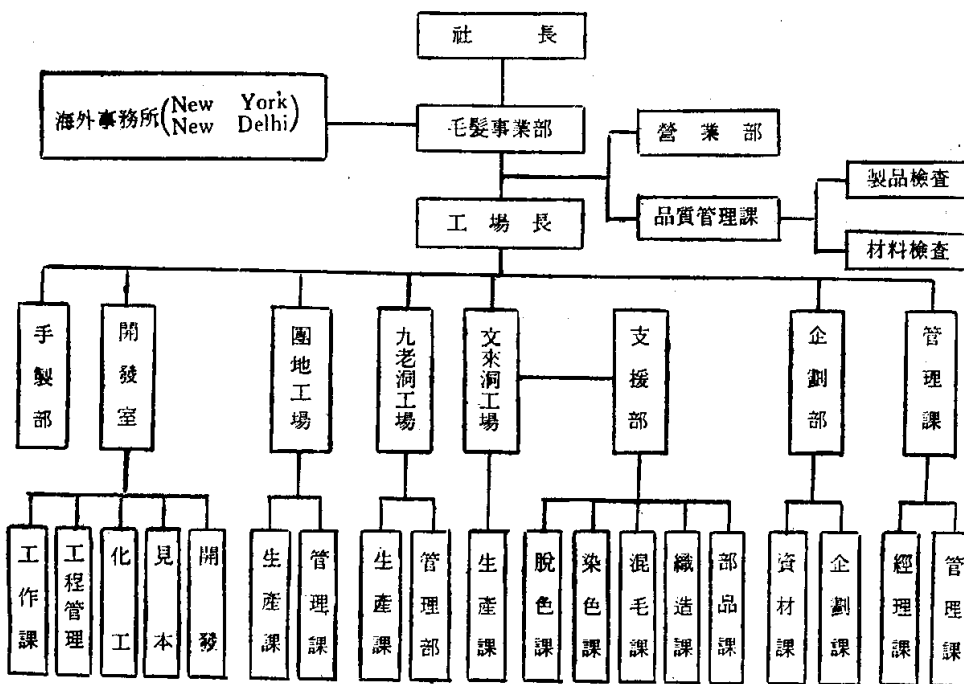 社長
海外事務所(New York New Delhi)
毛髮事業部
營業部
製品檢査
工場長
品質管理課
材料檢査
手製部
開發室
團地工場
九老洞工場
文來洞工場
支援部
企劃部
管理課
工作課
工程管理
化工
見本
開發
生產課
管理課
生產課
管理部
生產課
脫色課
染色課
混毛課
織造課
部品課
資材課
企劃課
經理課
管理課